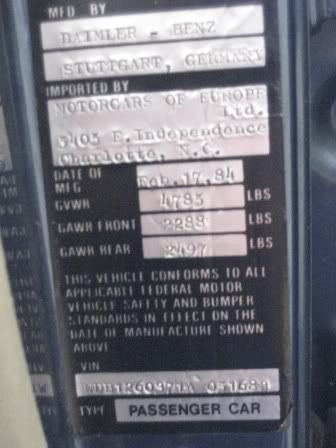 MFD BY
DAIMLER - BENZ
STUTTGART, GERMANY
IMPORTED BY
MOTORCARS OF EUROPE
Ltd.
5403 E. Independence
Charlotte, N.C.
DATE OF
MFG Feb. 17, 84
GVWR 4785 LBS
GAWR FRONT 2288 LBS
GAWR REAR 2497 LBS
THIS VEHICLE CONFORMS TO ALL
APPLICABLE FEDERAL MOTOR
VEHICLE SAFETY AND BUMPER
STANDARDS IN EFFECT ON THE
DATE OF MANUFACTURE SHOWN
ABOVE
VIN
TYPE PASSENGER CAR